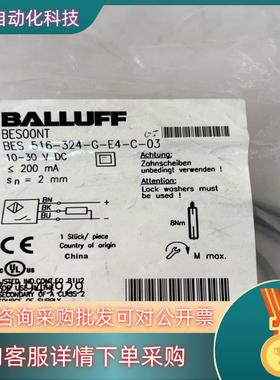 自动化科技
BALLUFF
BES00NT
BES 516-324-G-E4-C-03
10-30 V DC
≤ 200 mA
sn = 2 mm
Achtung:
Zahnscheiben
unbedingt verwenden!
Attention:
Lock washers must
be used!
BN
BK
BU
8Nm
M max.
1 Stück/ piece
Country of origin
China
CE
UL
咨询采购批发可对公开票
客服详情下单采购